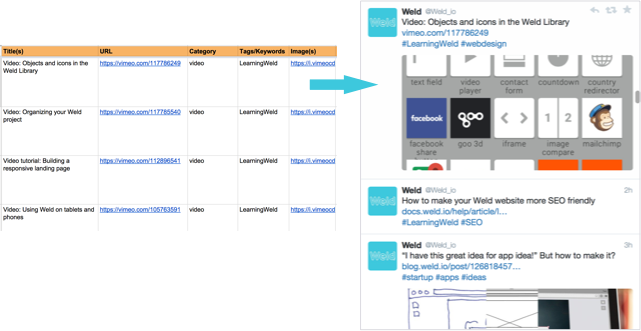 Title(s) URL Category Tags/Keywords Image(s)
Video: Objects and icons in the
Weld Library
https://vimeo.com/117786249 video LearningWeld https://i.vimeocd
Video: Organizing your Weld
project
https://vimeo.com/117785540 video LearningWeld https://i.vimeocd
Video tutorial: Building a
responsive landing page
https://vimeo.com/112896541 video LearningWeld https://i.vimeocd
Video: Using Weld on tablets and
phones
https://vimeo.com/105763591 video LearningWeld https://i.vimeocd
Weld
Weld @Weld_io
Video: Objects and icons in the Weld Library
vimeo.com/117786249
#LearningWeld #webdesign
text field
video
player
contact
form
countdown
country
redirector
facebook
goo
1 2
facebook
share
goo 3d
iframe
image
compare
mailchimp
Weld
Weld @Weld_io 2h
How to make your Weld website more SEO friendly
docs.weld.io/help/article/l…
#LearningWeld #SEO
Weld
Weld @Weld_io 3h
"I have this great idea for app idea!" But how to make it?
blog.weld.io/post/126818457…
#startup #apps #ideas